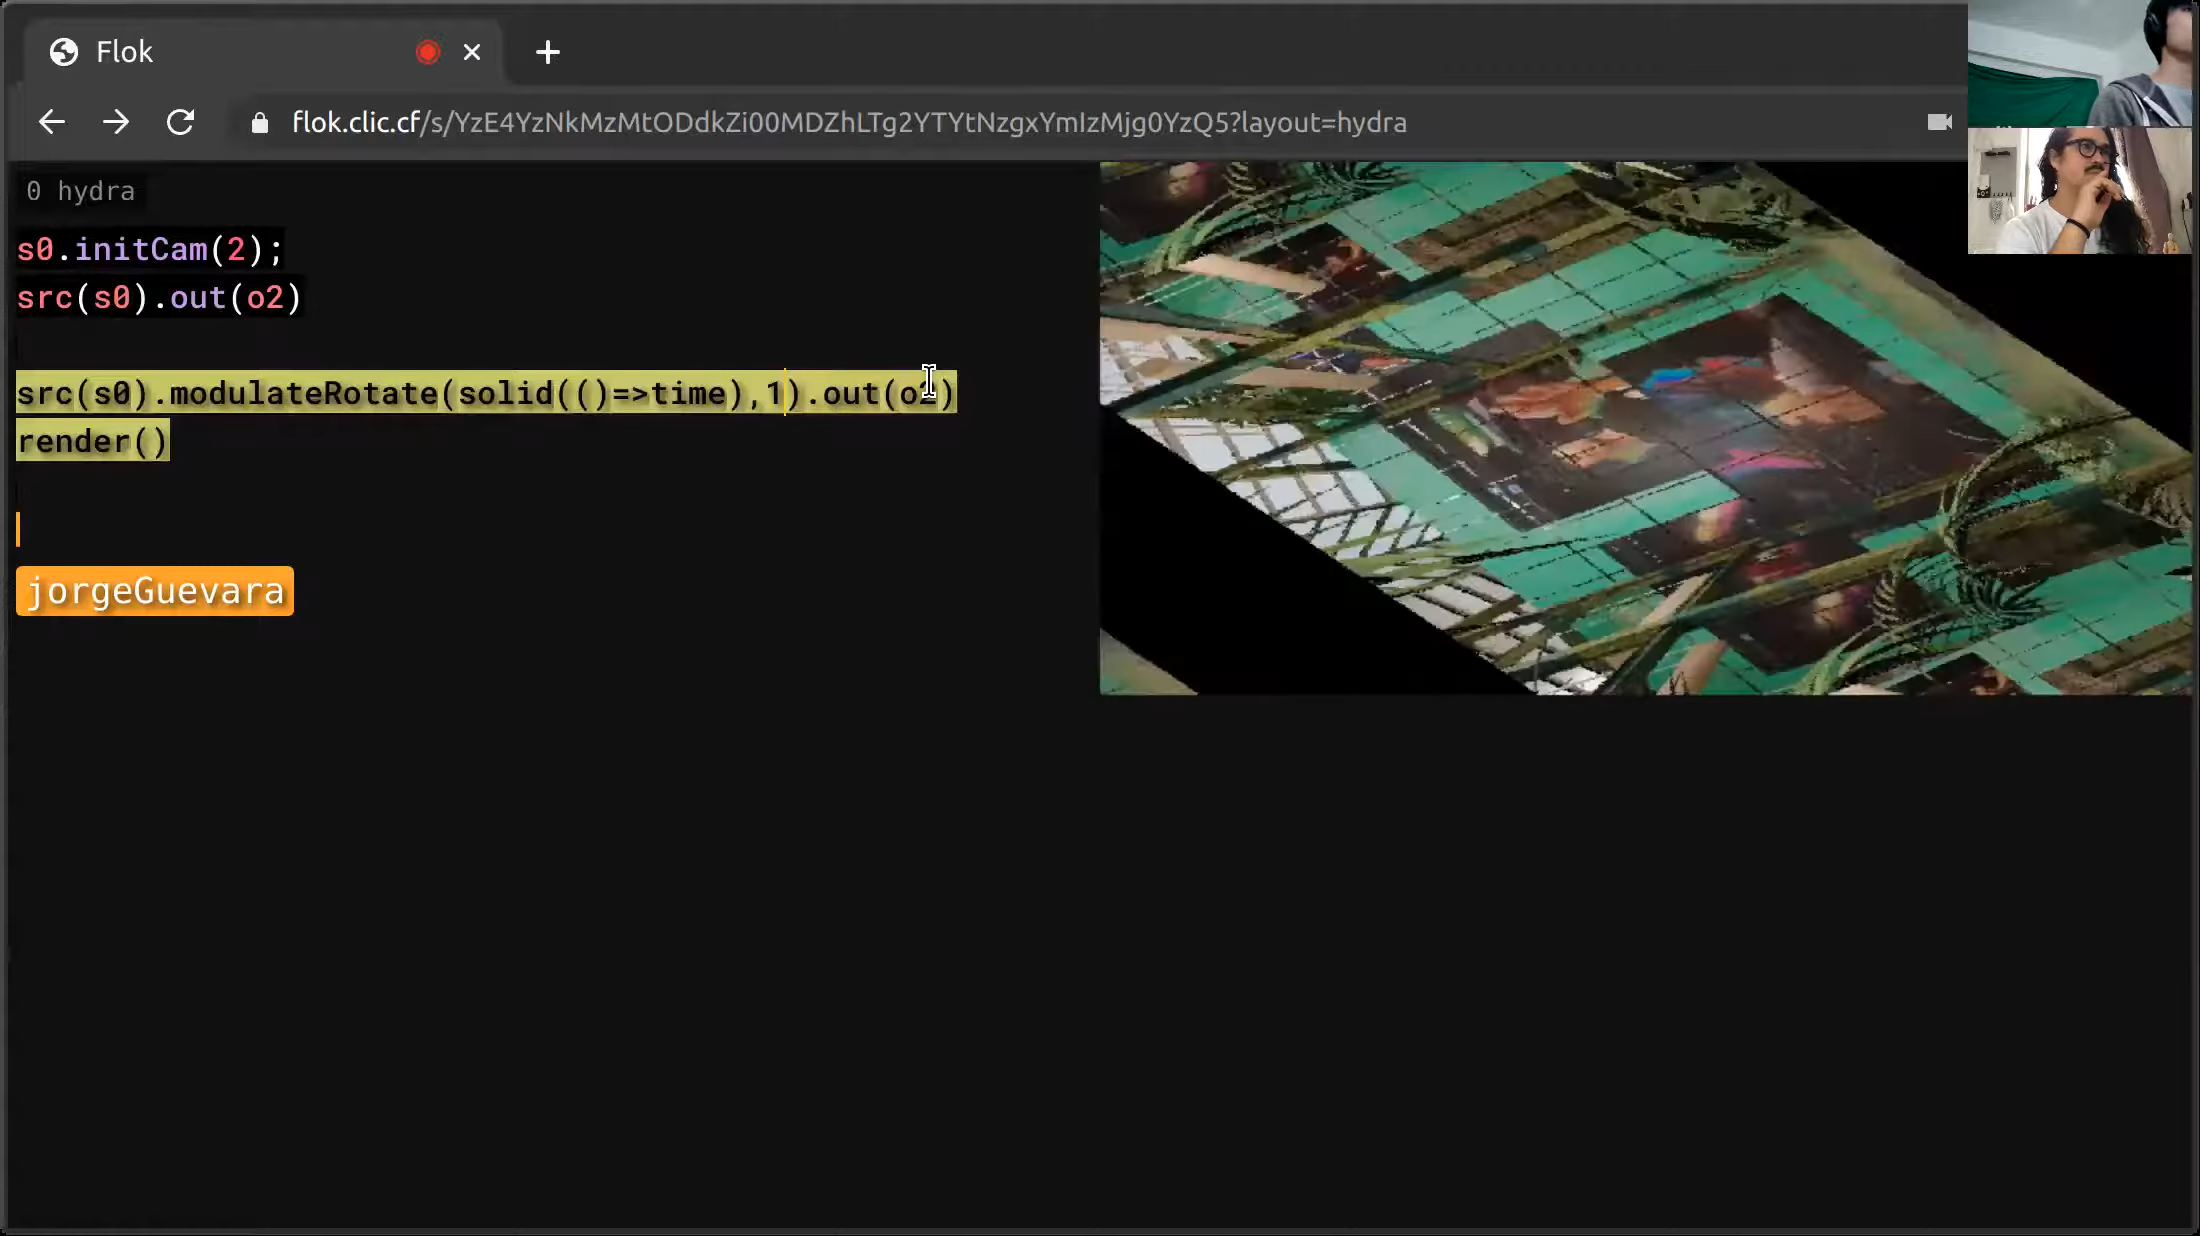 Flok
flok.clic.cf/s/YzE4YzNkMzMtODdkZi00MDZhLTg2YTYtNzgxYmIzMjg0YzQ5?layout=hydra
0 hydra
s0.initCam(2);
src(s0).out(o2)
src(s0).modulateRotate(solid(()=>time),1).out(o2)
render()
jorgeGuevara